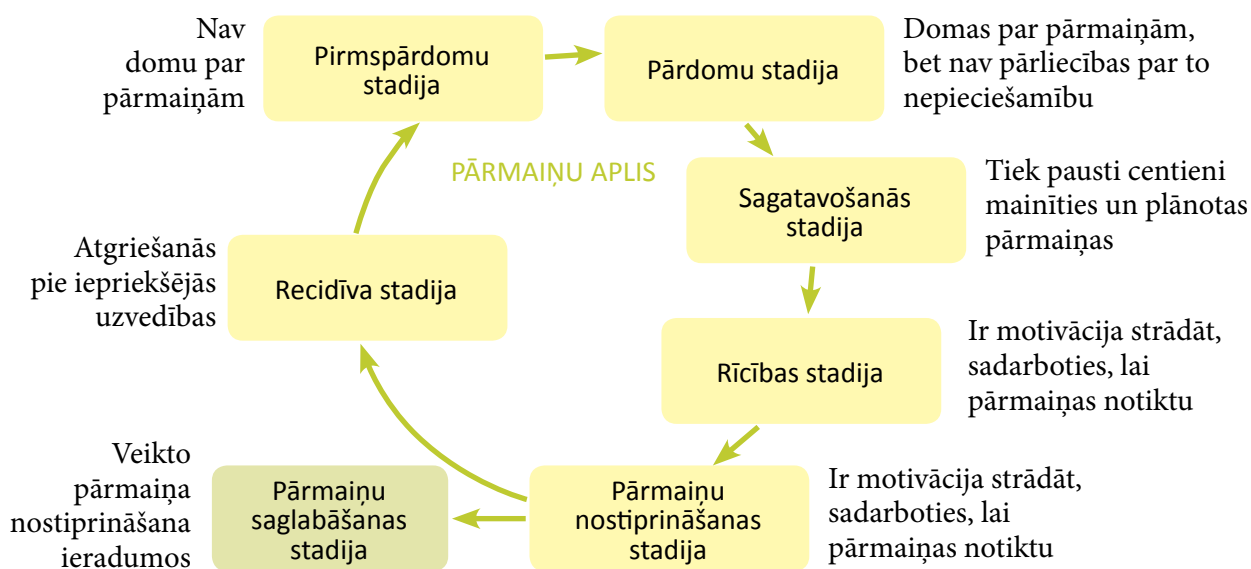 Nav
domu par
pārmaiņām
Pirmspārdomu
stadija
Pārdomu stadija
Domas par pārmaiņām,
bet nav pārliecības par to
nepieciešamību
PĀRMAIŅU APLIS
Sagatavošanās
stadija
Tiek pausti centieni
mainīties un plānotas
pārmaiņas
Atgriešanās
pie iepriekšējās
uzvedības
Recidīva stadija
Rīcības stadija
Ir motivācija strādāt,
sadarboties, lai
pārmaiņas notiktu
Veikto
pārmaiņa
nostiprināšana
ieradumos
Pārmaiņu
saglabāšanas
stadija
Pārmaiņu
nostiprināšanas
stadija
Ir motivācija strādāt,
sadarboties, lai
pārmaiņas notiktu